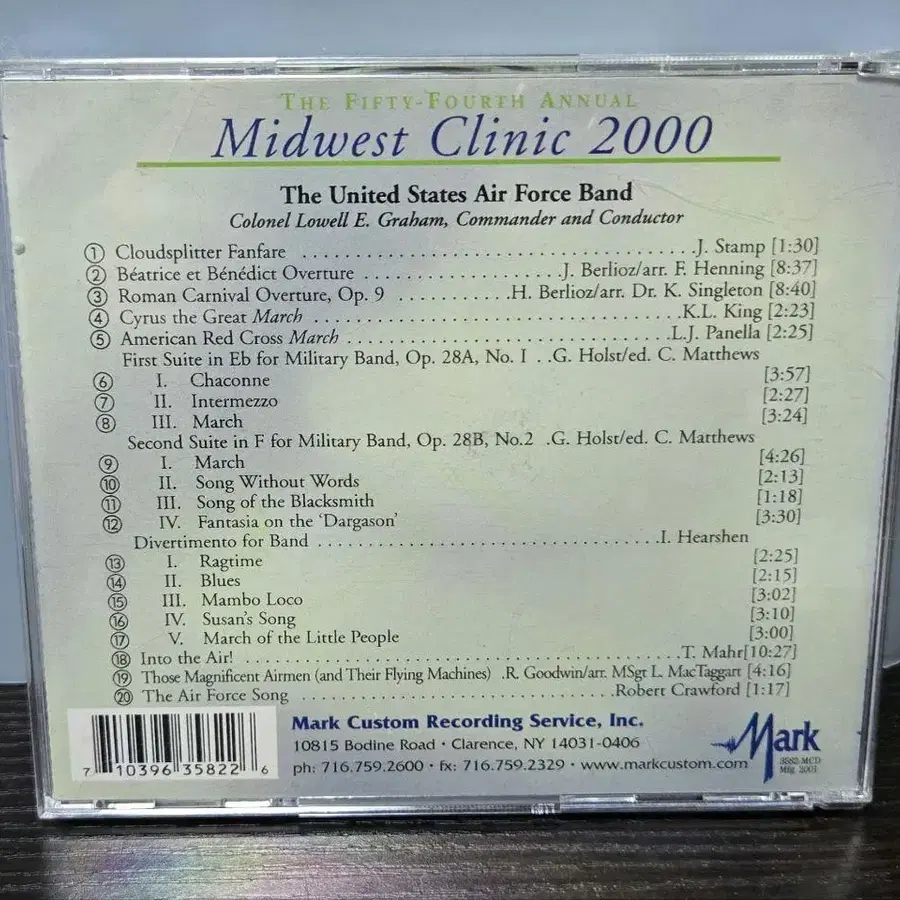 The Fifty-Fourth Annual
Midwest Clinic 2000
The United States Air Force Band
Colonel Lowell E. Graham, Commander and Conductor
① Cloudsplitter Fanfare ........................................J. Stamp [1:30]
② Béatrice et Bénédict Overture ....................J. Berlioz/arr. F. Henning [8:37]
③ Roman Carnival Overture, Op. 9 ...........H. Berlioz/arr. Dr. K. Singleton [8:40]
④ Cyrus the Great March ......................................K.L. King [2:23]
⑤ American Red Cross March .................................L.J. Panella [2:25]
First Suite in Eb for Military Band, Op. 28A, No. I ..G. Holst/ed. C. Matthews
⑥ I. Chaconne [3:57]
⑦ II. Intermezzo [2:27]
⑧ III. March [3:24]
Second Suite in F for Military Band, Op. 28B, No.2 .G. Holst/ed. C. Matthews
⑨ I. March [4:26]
⑩ II. Song Without Words [2:13]
⑪ III. Song of the Blacksmith [1:18]
⑫ IV. Fantasia on the 'Dargason' [3:30]
Divertimento for Band ...................................I. Hearshen
⑬ I. Ragtime [2:25]
⑭ II. Blues [2:15]
⑮ III. Mambo Loco [3:02]
⑯ IV. Susan's Song [3:10]
⑰ V. March of the Little People [3:00]
⑱ Into the Air! .............................................T. Mahr[10:27]
⑲ Those Magnificent Airmen (and Their Flying Machines) .R. Goodwin/arr. MSgt L. MacTaggart [4:16]
⑳ The Air Force Song ................................Robert Crawford [1:17]
Mark Custom Recording Service, Inc.
10815 Bodine Road · Clarence, NY 14031-0406
ph: 716.759.2600 · fx: 716.759.2329 · www.markcustom.com
7 10396 35822 6
Mark
3582-MCD
Mfg 2001